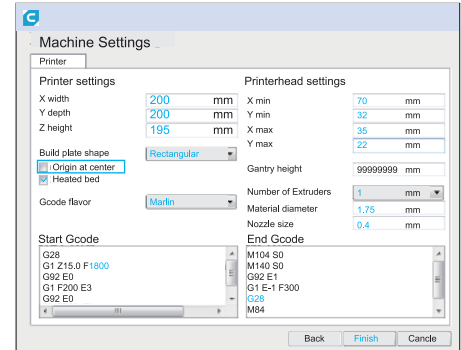 Machine Settings
Printer
Printer settings
X width 200 mm
Y depth 200 mm
Z height 195 mm
Build plate shape Rectangular
Origin at center
Heated bed
Gcode flavor Marlin
Printerhead settings
X min 70 mm
Y min 32 mm
X max 35 mm
Y max 22 mm
Gantry height 99999999 mm
Number of Extruders 1 mm
Material diameter 1.75 mm
Nozzle size 0.4 mm
Start Gcode
G28
G1 Z15.0 F1800
G92 E0
G1 F200 E3
G92 E0
End Gcode
M104 S0
M140 S0
G92 E1
G1 E-1 F300
G28
M84
Back Finish Cancle